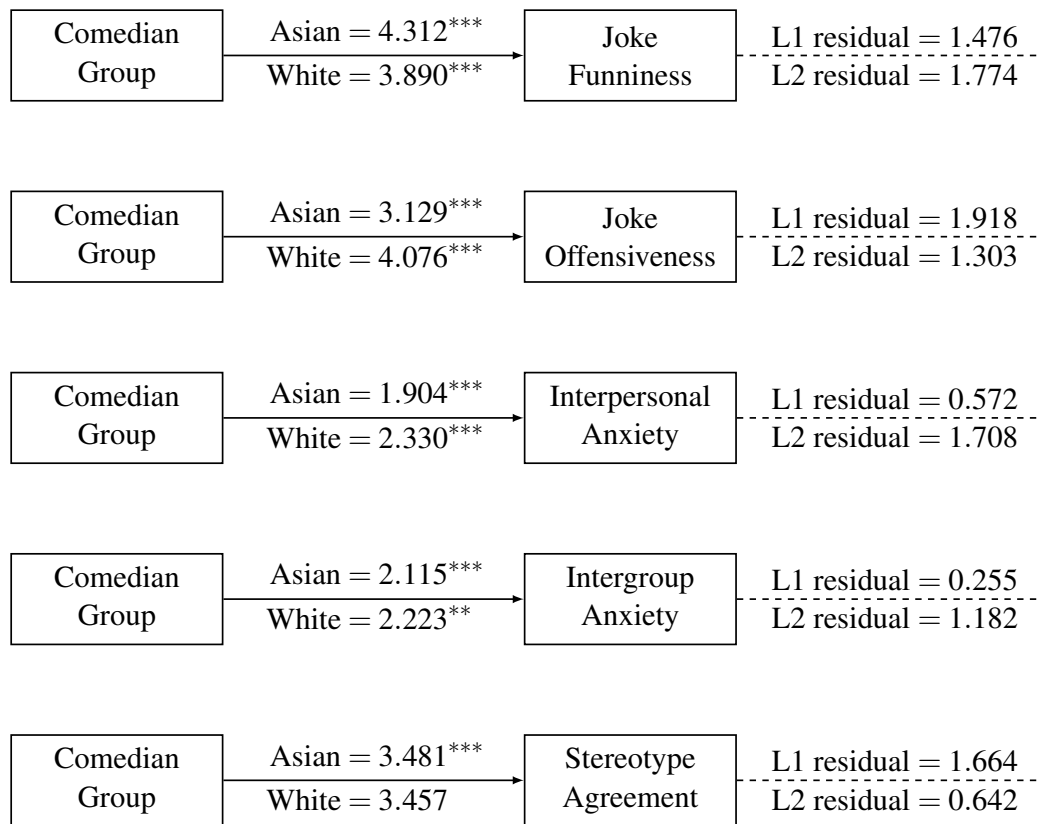 Comedian
Group
Asian = 4.312***
White = 3.890***
Joke
Funniness
L1 residual = 1.476
L2 residual = 1.774
Comedian
Group
Asian = 3.129***
White = 4.076***
Joke
Offensiveness
L1 residual = 1.918
L2 residual = 1.303
Comedian
Group
Asian = 1.904***
White = 2.330***
Interpersonal
Anxiety
L1 residual = 0.572
L2 residual = 1.708
Comedian
Group
Asian = 2.115***
White = 2.223**
Intergroup
Anxiety
L1 residual = 0.255
L2 residual = 1.182
Comedian
Group
Asian = 3.481***
White = 3.457
Stereotype
Agreement
L1 residual = 1.664
L2 residual = 0.642